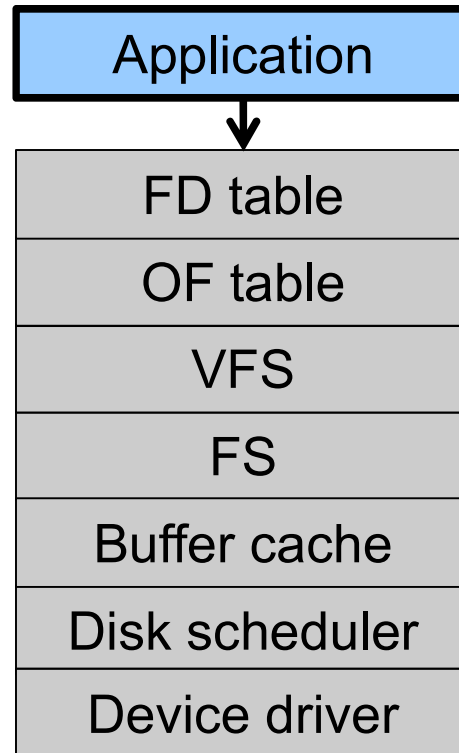 Application
FD table
OF table
VFS
FS
Buffer cache
Disk scheduler
Device driver